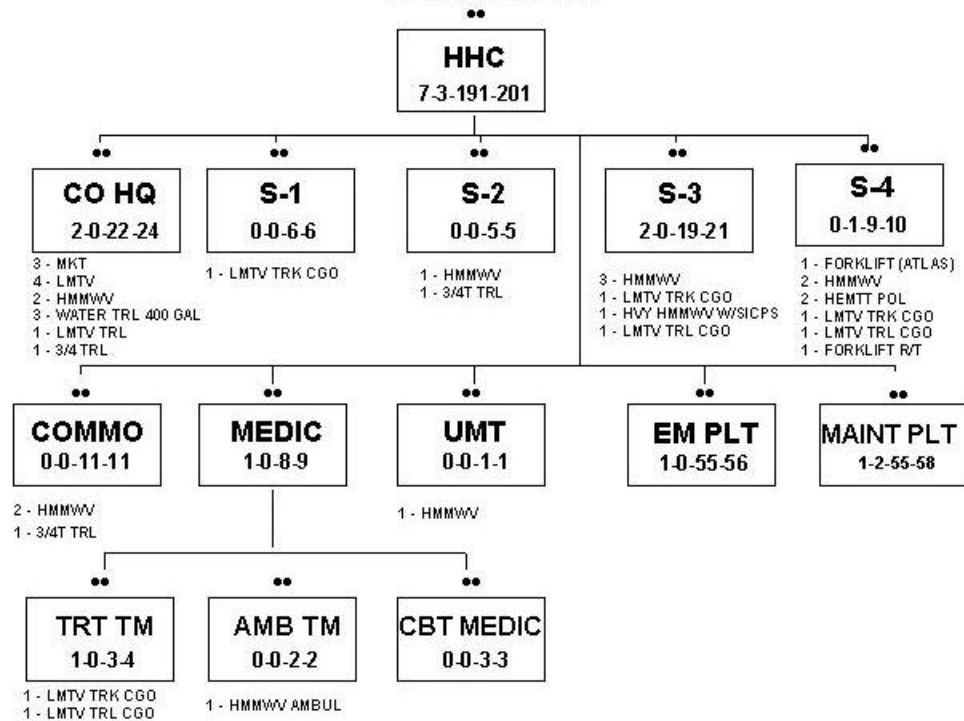 HHC
7-3-191-201
CO HQ
2-0-22-24
3 - MKT
4 - LMTV
2 - HMMWV
3 - WATER TRL 400 GAL
1 - LMTV TRL
1 - 3/4 TRL
S-1
0-0-6-6
1 - LMTV TRK CGO
S-2
0-0-5-5
1 - HMMWV
1 - 3/4T TRL
S-3
2-0-19-21
3 - HMMWV
1 - LMTV TRK CGO
1 - HVY HMMWV W/SICPS
1 - LMTV TRL CGO
S-4
0-1-9-10
1 - FORKLIFT (ATLAS)
2 - HMMWV
2 - HEMTT POL
1 - LMTV TRK CGO
1 - LMTV TRL CGO
1 - FORKLIFT R/T
COMMO
0-0-11-11
2 - HMMWV
1 - 3/4T TRL
MEDIC
1-0-8-9
UMT
0-0-1-1
1 - HMMWV
EM PLT
1-0-55-56
MAINT PLT
1-2-55-58
TRT TM
1-0-3-4
1 - LMTV TRK CGO
1 - LMTV TRL CGO
AMB TM
0-0-2-2
1 - HMMWV AMBUL
CBT MEDIC
0-0-3-3